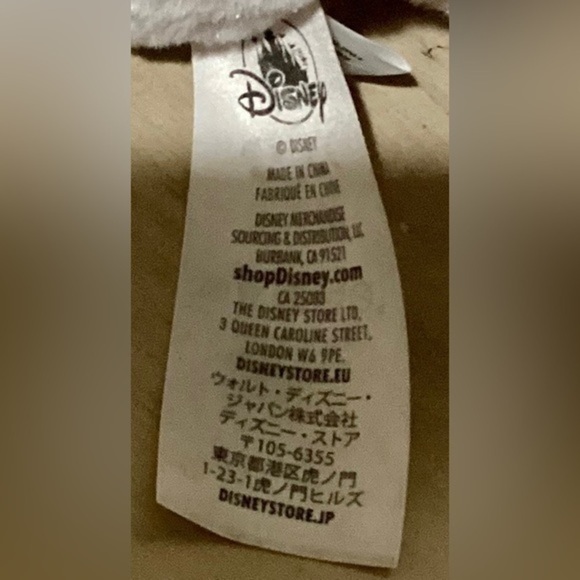 Disney
© DISNEY
MADE IN CHINA
FABRIQUÉ EN CHINE
DISNEY MERCHANDISE
SOURCING & DISTRIBUTION, LLC
BURBANK, CA 91521
shopDisney.com
CA 25083
THE DISNEY STORE LTD.
3 QUEEN CAROLINE STREET,
LONDON W6 9PE.
DISNEYSTORE.EU
ウォルト・ディズニー・
ジャパン株式会社
ディズニー・ストア
〒105-6355
東京都港区虎ノ門
1-23-1虎ノ門ヒルズ
DISNEYSTORE.JP